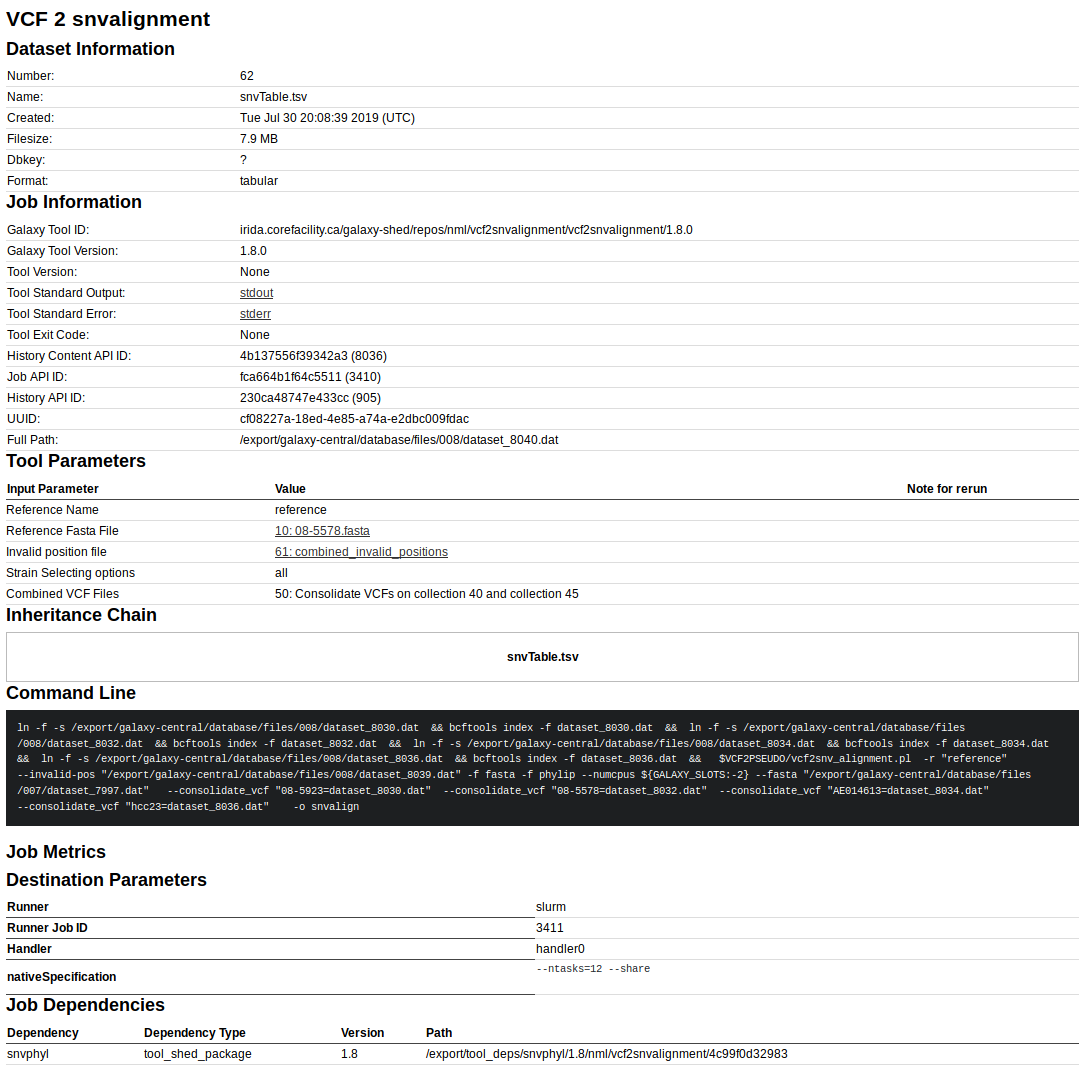 VCF 2 snvalignment
Dataset Information
Number: 62
Name: snvTable.tsv
Created: Tue Jul 30 20:08:39 2019 (UTC)
Filesize: 7.9 MB
Dbkey: ?
Format: tabular
Job Information
Galaxy Tool ID: irida.corefacility.ca/galaxy-shed/repos/nml/vcf2snvalignment/vcf2snvalignment/1.8.0
Galaxy Tool Version: 1.8.0
Tool Version: None
Tool Standard Output: stdout
Tool Standard Error: stderr
Tool Exit Code: None
History Content API ID: 4b137556f39342a3 (8036)
Job API ID: fca664b1f64c5511 (3410)
History API ID: 230ca48747e433cc (905)
UUID: cf08227a-18ed-4e85-a74a-e2dbc009fdac
Full Path: /export/galaxy-central/database/files/008/dataset_8040.dat
Tool Parameters
Input Parameter Value Note for rerun
Reference Name reference
Reference Fasta File 10: 08-5578.fasta
Invalid position file 61: combined_invalid_positions
Strain Selecting options all
Combined VCF Files 50: Consolidate VCFs on collection 40 and collection 45
Inheritance Chain
snvTable.tsv
Command Line
ln -f -s /export/galaxy-central/database/files/008/dataset_8030.dat  && bcftools index -f dataset_8030.dat  &&  ln -f -s /export/galaxy-central/database/files
/008/dataset_8032.dat  && bcftools index -f dataset_8032.dat  &&  ln -f -s /export/galaxy-central/database/files/008/dataset_8034.dat  && bcftools index -f dataset_8034.dat
&&  ln -f -s /export/galaxy-central/database/files/008/dataset_8036.dat  && bcftools index -f dataset_8036.dat  &&   $VCF2PSEUDO/vcf2snv_alignment.pl  -r "reference"
--invalid-pos "/export/galaxy-central/database/files/008/dataset_8039.dat" -f fasta -f phylip --numcpus ${GALAXY_SLOTS:-2} --fasta "/export/galaxy-central/database/files
/007/dataset_7997.dat"   --consolidate_vcf "08-5923=dataset_8030.dat"  --consolidate_vcf "08-5578=dataset_8032.dat"  --consolidate_vcf "AE014613=dataset_8034.dat"
--consolidate_vcf "hcc23=dataset_8036.dat"    -o snvalign
Job Metrics
Destination Parameters
Runner slurm
Runner Job ID 3411
Handler handler0
nativeSpecification --ntasks=12 --share
Job Dependencies
Dependency Dependency Type Version Path
snvphyl tool_shed_package 1.8 /export/tool_deps/snvphyl/1.8/nml/vcf2snvalignment/4c99f0d32983